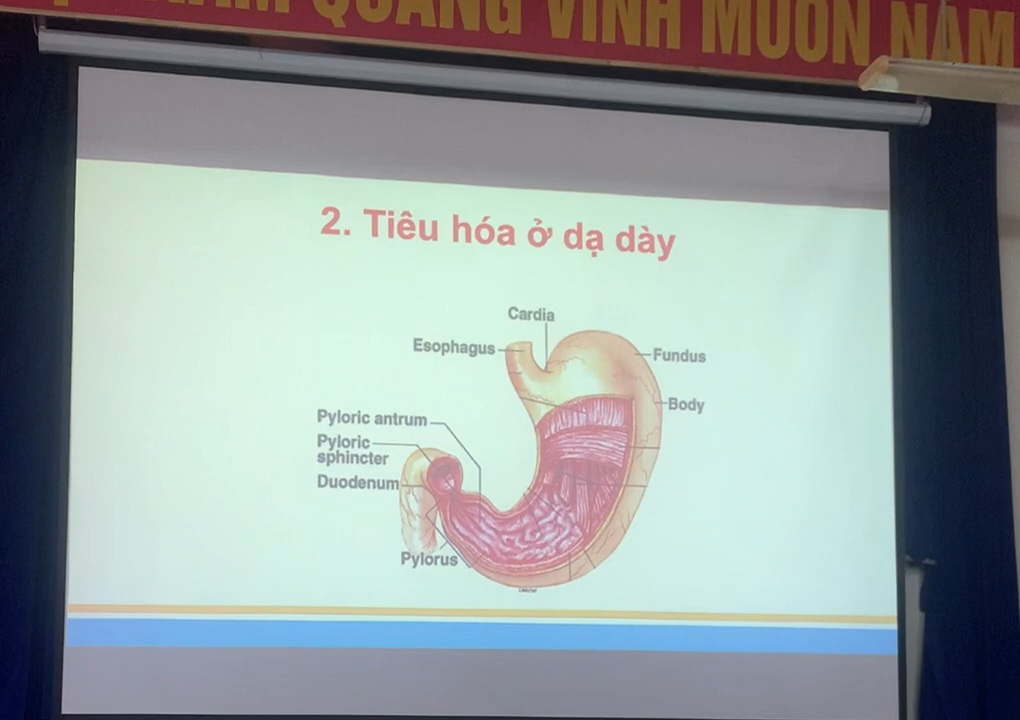 QUANG VINH MUÔN NĂM
2. Tiêu hóa ở dạ dày
Cardia
Esophagus
Fundus
Body
Pyloric antrum
Pyloric
sphincter
Duodenum
Pylorus